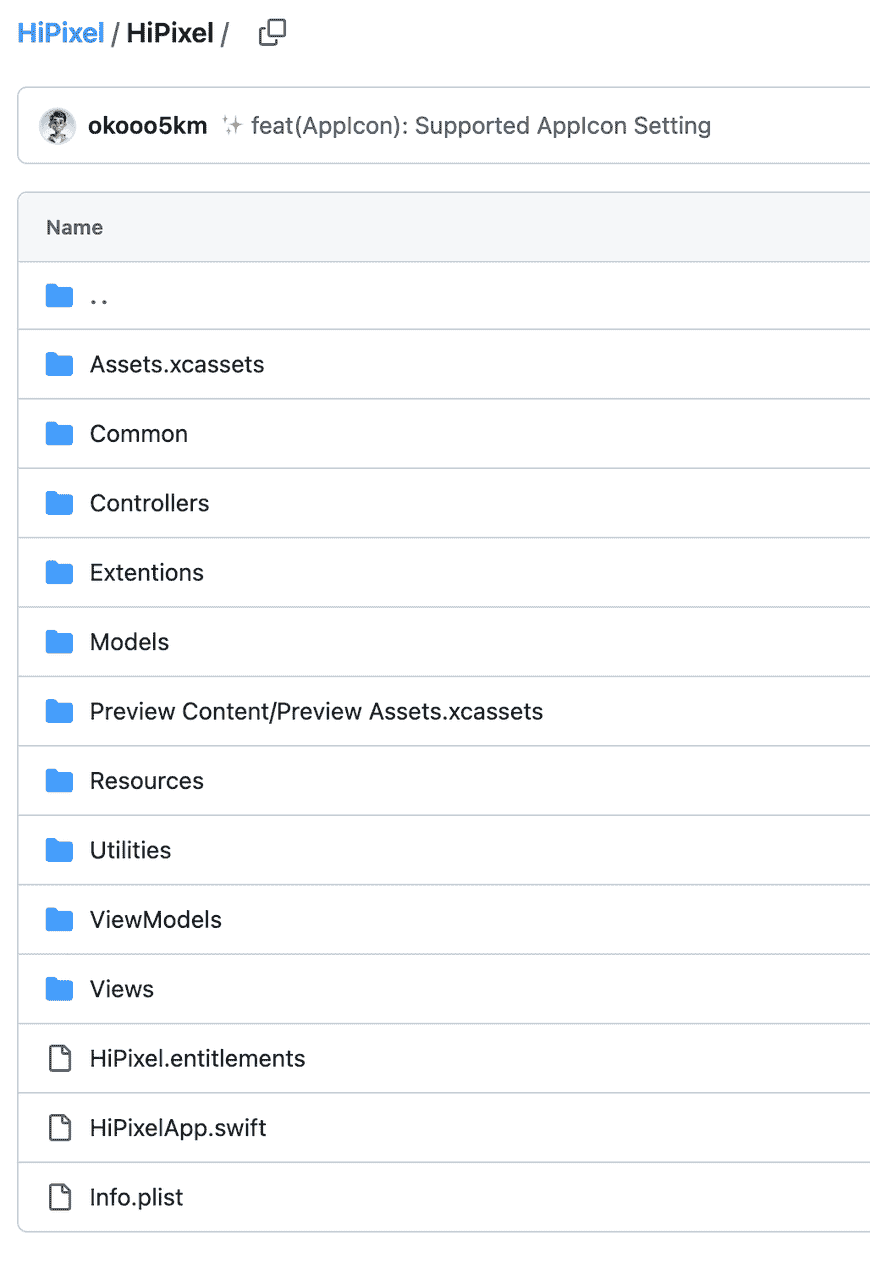 HiPixel / HiPixel /
okooo5km ✨ feat(AppIcon): Supported AppIcon Setting
Name
..
Assets.xcassets
Common
Controllers
Extentions
Models
Preview Content/Preview Assets.xcassets
Resources
Utilities
ViewModels
Views
HiPixel.entitlements
HiPixelApp.swift
Info.plist